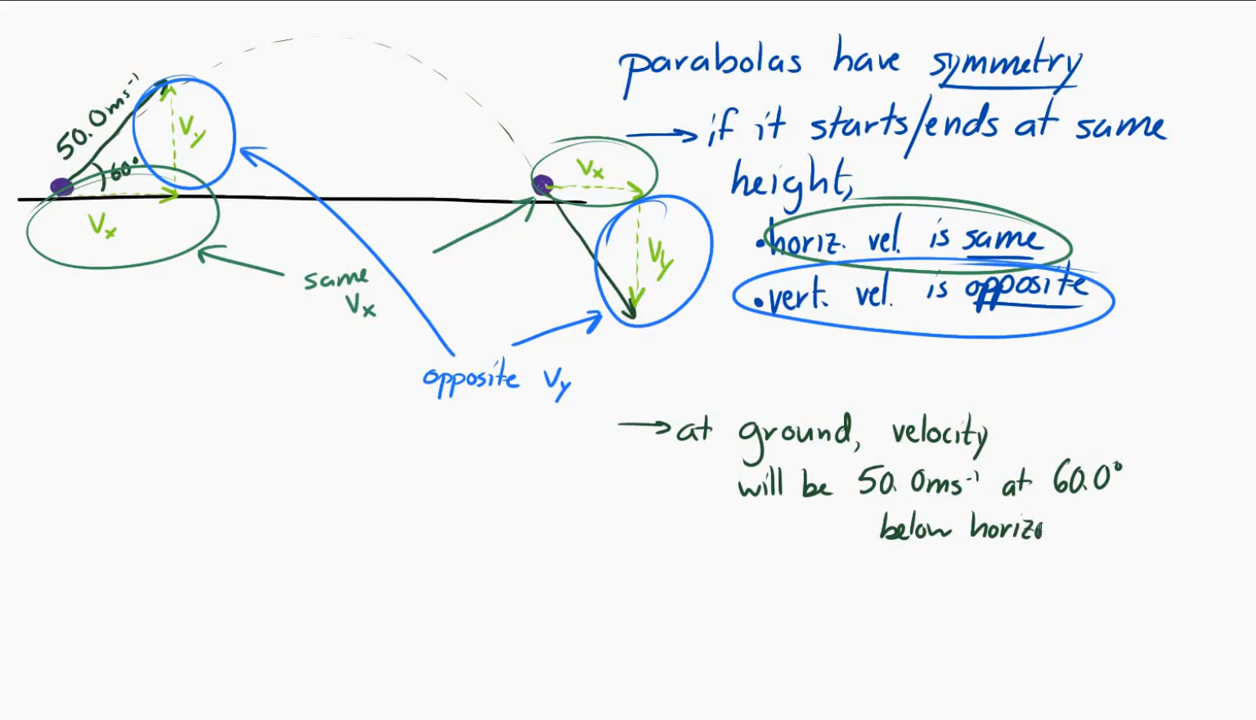 50.0ms⁻¹
60°
Vy
Vx
same
Vx
opposite Vy
Vx
Vy
parabolas have symmetry
→ if it starts/ends at same
height,
• horiz. vel. is same
• vert. vel. is opposite
→ at ground, velocity
will be 50.0ms⁻¹ at 60.0°
below horizo